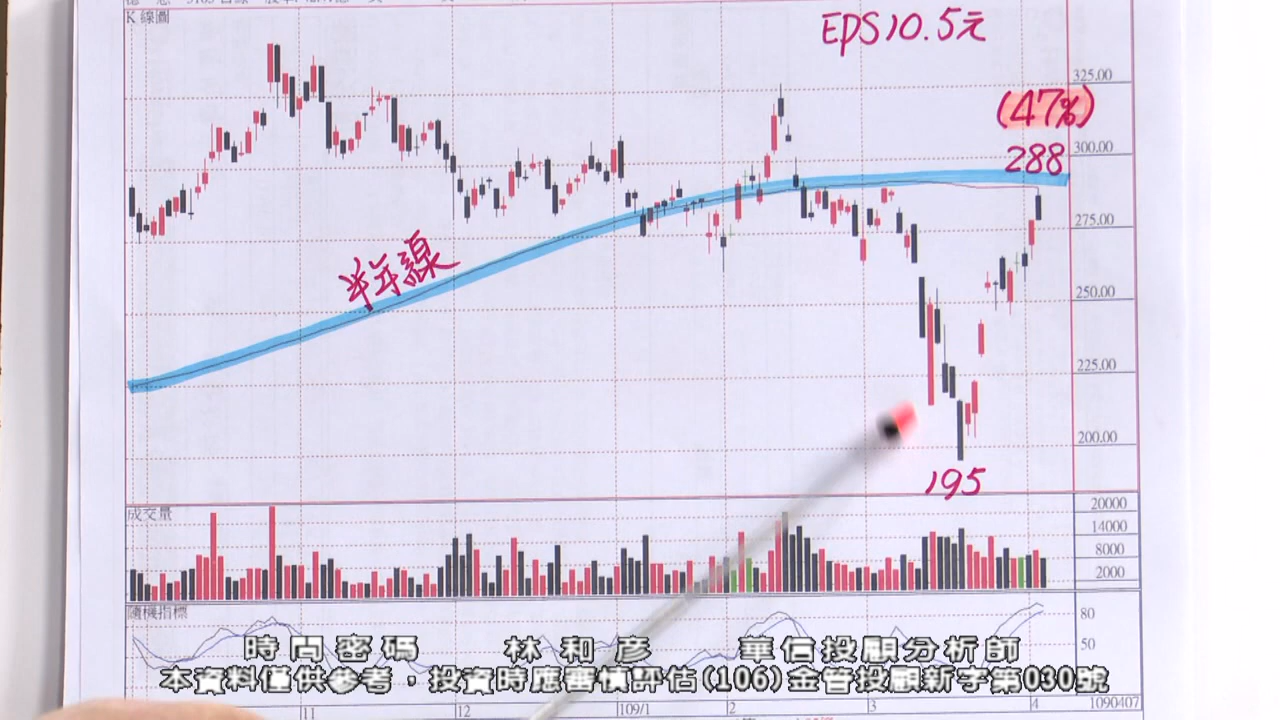 K 線圖
EPS10.5元
325.00
(47%)
300.00
288
275.00
半年線
250.00
225.00
200.00
195
成交量
20000
14000
8000
2000
隨機指標
80
50
時間密碼 林和彥 華信投顧分析師
本資料僅供參考，投資時應審慎評估(106)金管投顧新字第030號
11 12 109/1 2 3 4 1090407